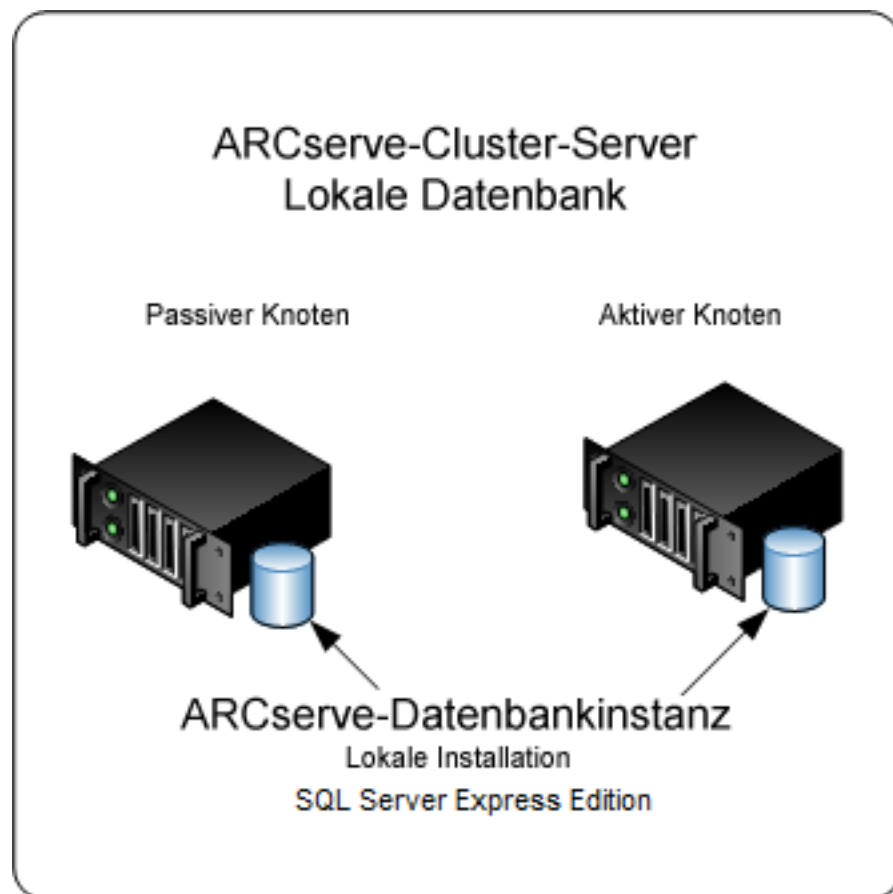 ARCserve-Cluster-Server
Lokale Datenbank
Passiver Knoten
Aktiver Knoten
ARCserve-Datenbankinstanz
Lokale Installation
SQL Server Express Edition